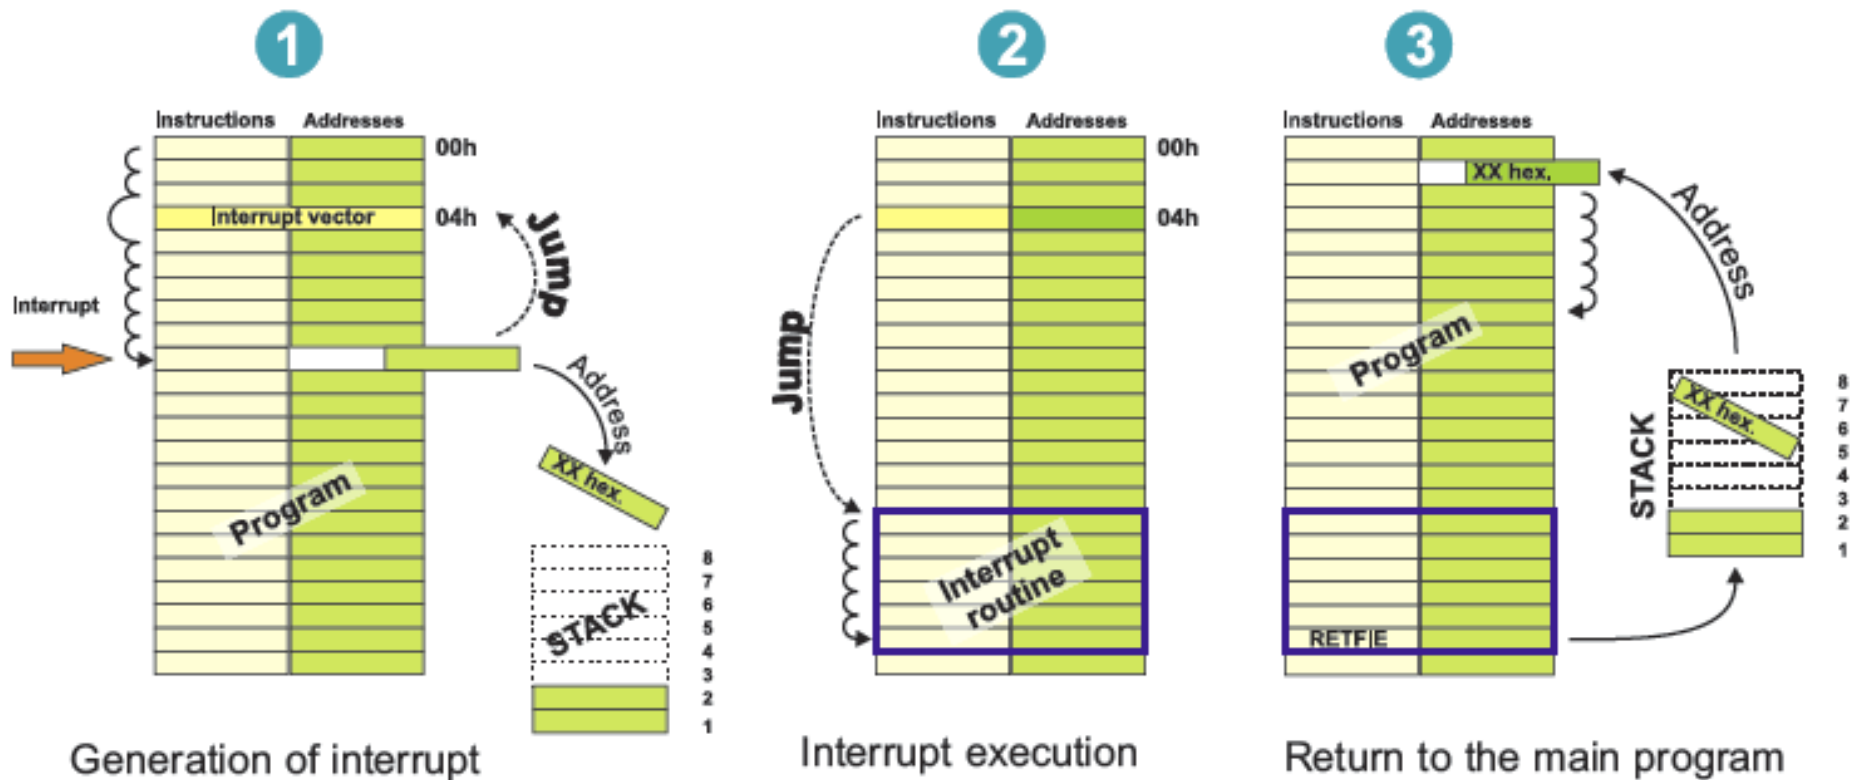 1
Instructions Addresses
00h
Interrupt vector
04h
Jump
Interrupt
Address
XX hex.
Program
STACK
8
7
6
5
4
3
2
1
Generation of interrupt
2
Instructions Addresses
00h
04h
Jump
Interrupt
routine
Interrupt execution
3
Instructions Addresses
XX hex.
Address
Program
XX hex.
STACK
8
7
6
5
4
3
2
1
RETFIE
Return to the main program